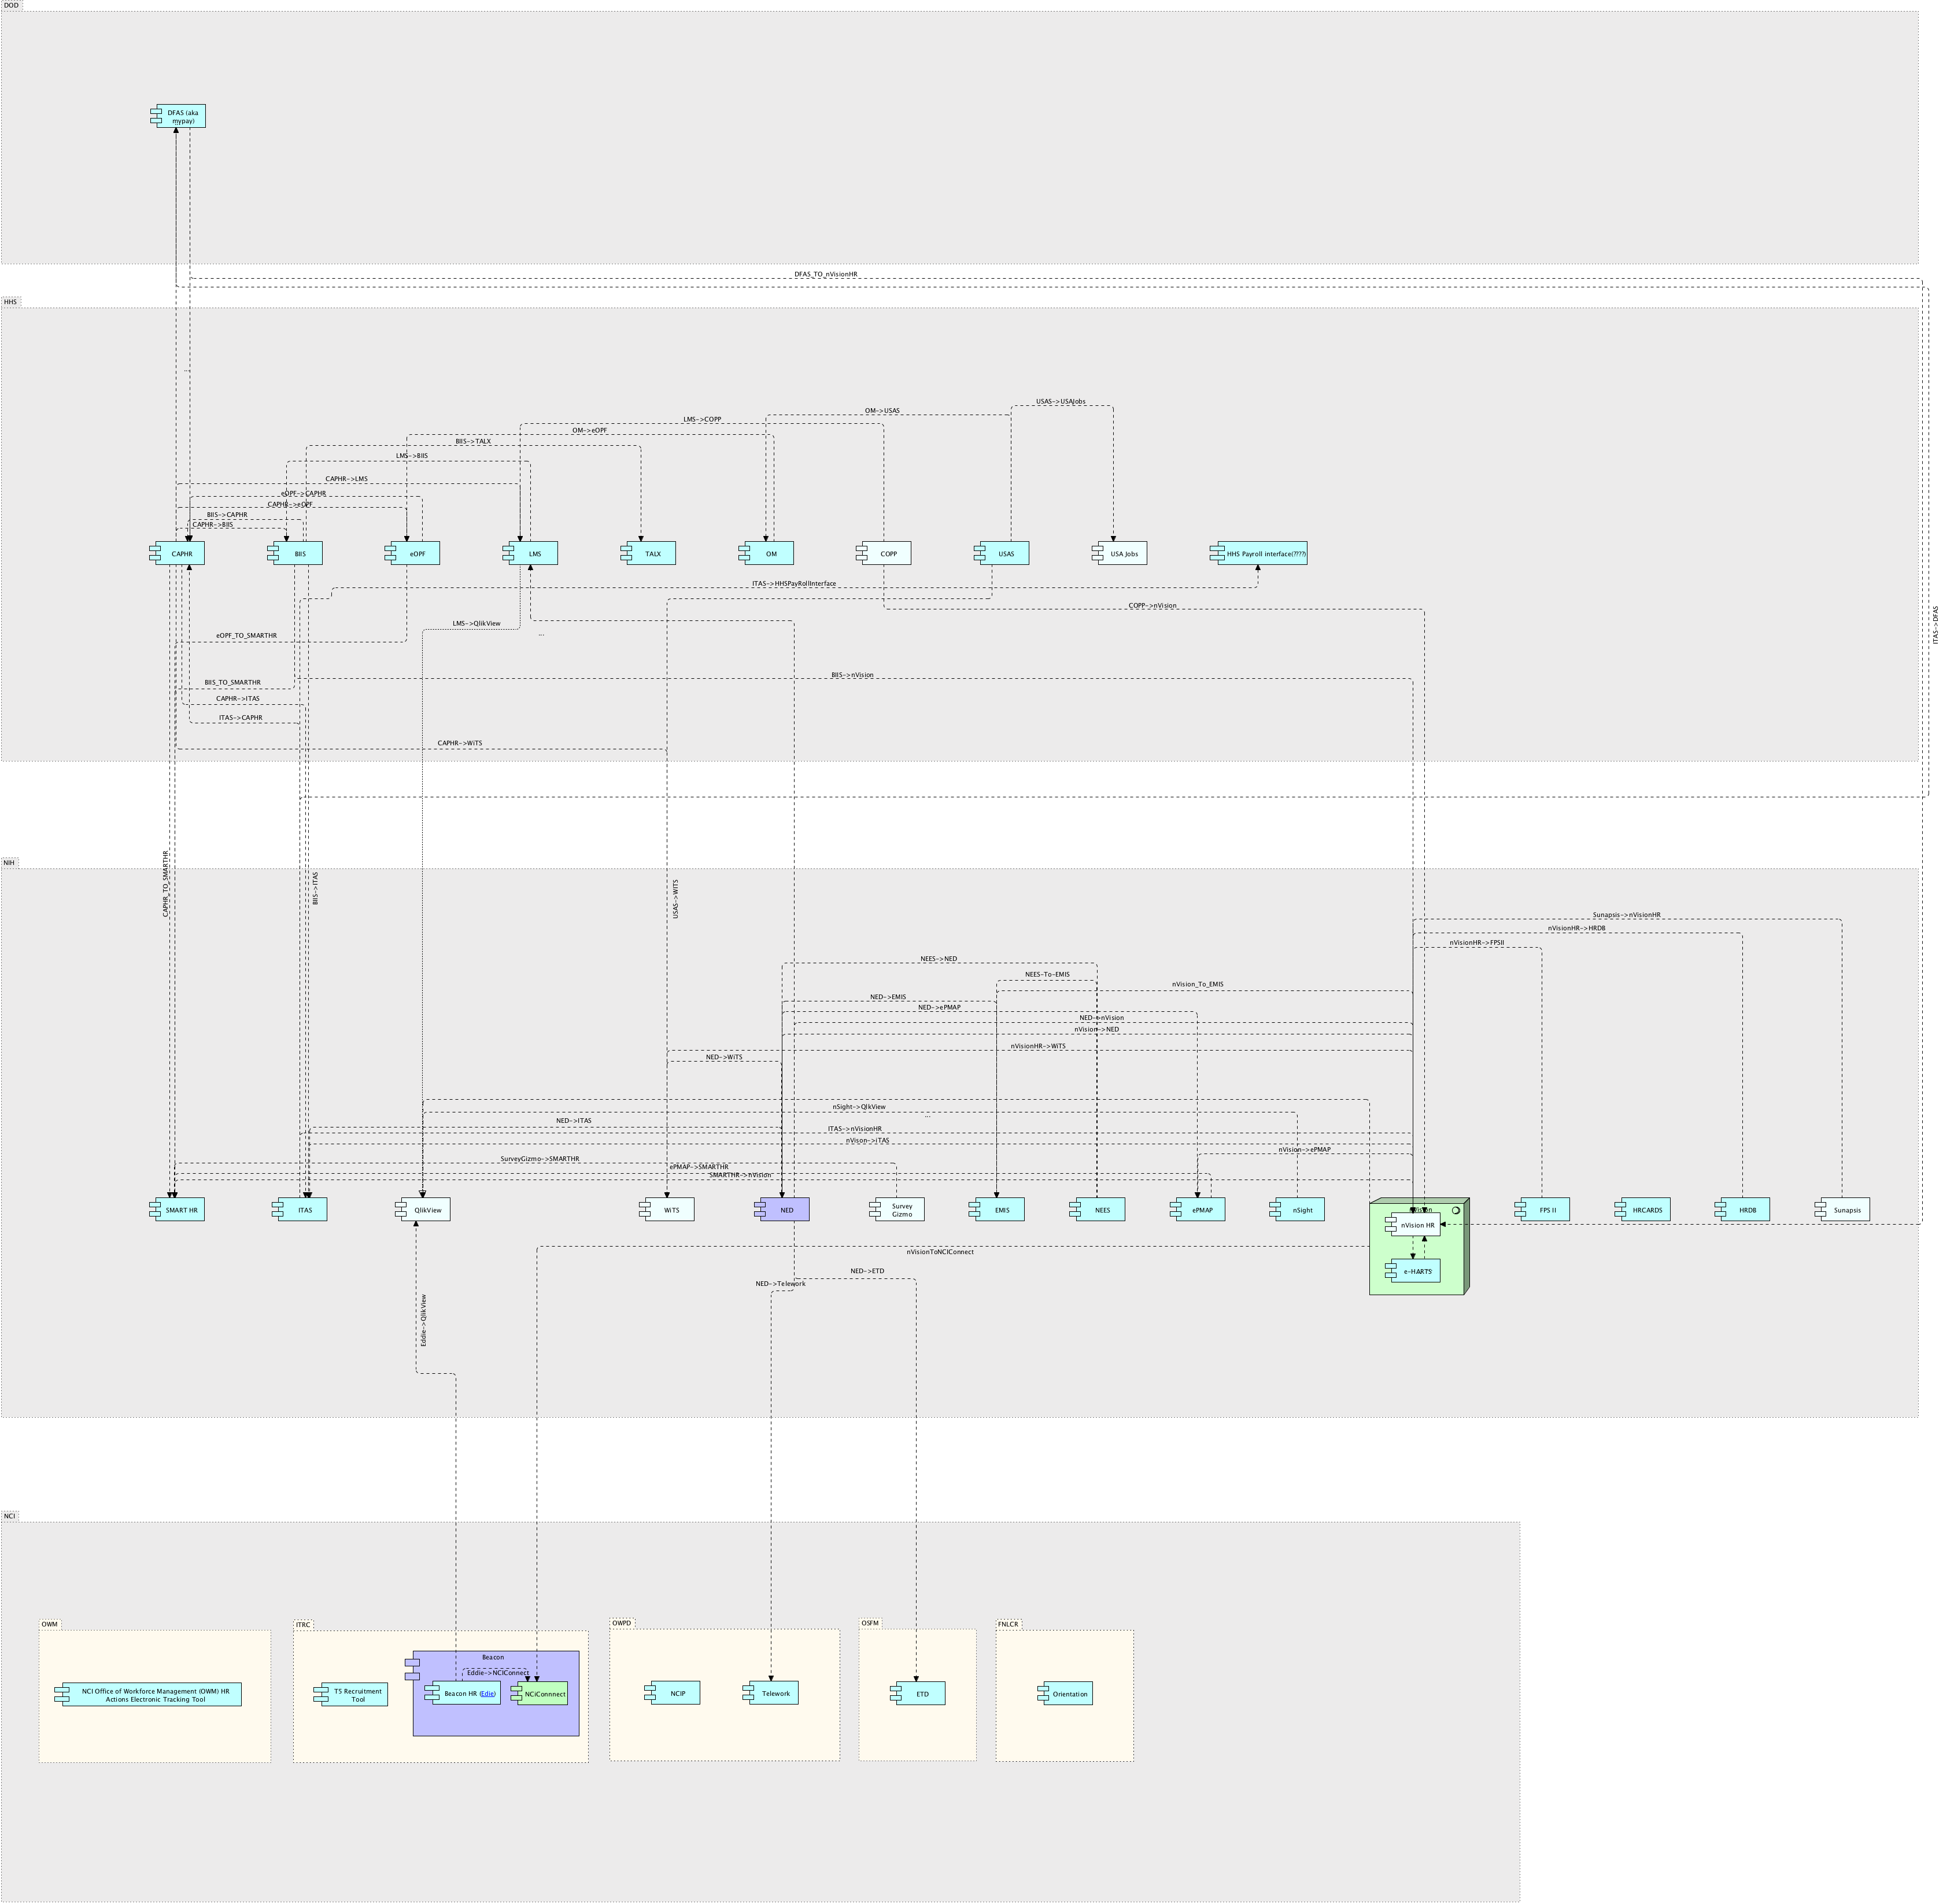 DOD
DFAS (aka
mypay)
DFAS_TO_nVisionHR
HHS
...
USAS->USAJobs
OM->USAS
LMS->COPP
OM->eOPF
BIIS->TALX
LMS->BIIS
CAPHR->LMS
eOPF->CAPHR
CAPHR->eOPF
BIIS->CAPHR
CAPHR->BIIS
CAPHR
BIIS
eOPF
LMS
TALX
OM
COPP
USAS
USA Jobs
HHS Payroll interface(????)
ITAS->HHSPayRollInterface
COPP->nVision
LMS->QlikView
...
eOPF_TO_SMARTHR
ITAS->DFAS
BIIS->nVision
BIIS_TO_SMARTHR
CAPHR->ITAS
ITAS->CAPHR
CAPHR->WiTS
NIH
CAPHR_TO_SMARTHR
BIIS->ITAS
USAS->WITS
Sunapsis->nVisionHR
nVisionHR->HRDB
nVisionHR->FPSII
NEES->NED
NEES-To-EMIS
nVision_To_EMIS
NED->EMIS
NED->ePMAP
NED->nVision
nVision->NED
nVisionHR->WiTS
NED->WiTS
nSight->QlkView
...
NED->ITAS
ITAS->nVisionHR
nVison->iTAS
nVision->ePMAP
SurveyGizmo->SMARTHR
ePMAP->SMARTHR
SMARTHR->nVision
SMART HR
ITAS
QlikView
WiTS
NED
Survey
Gizmo
EMIS
NEES
ePMAP
nSight
nVision HR
e-HARTS
FPS II
HRCARDS
HRDB
Sunapsis
nVisionToNCIConnect
NED->ETD
NED->Telework
Eddie->QlikView
NCI
OWM
NCI Office of Workforce Management (OWM) HR
Actions Electronic Tracking Tool
ITRC
T5 Recruitment
Tool
Beacon
Eddie->NCIConnect
Beacon HR (Edie)
NCiConnnect
OWPD
NCIP
Telework
OSFM
ETD
FNLCR
Orientation